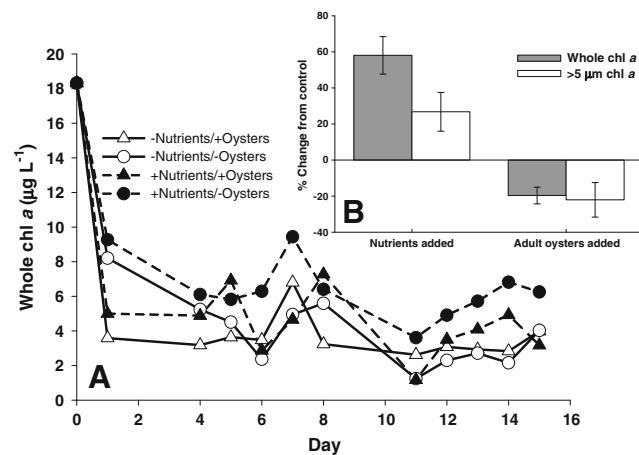 B
60
40
20
0
-20
-40
% Change from control
Nutrients added
Adult oysters added
Whole chl a
>5 µm chl a
A
20
18
16
14
12
10
8
6
4
2
0
Whole chl a (µg L⁻¹)
-Nutrients/+Oysters
-Nutrients/-Oysters
+Nutrients/+Oysters
+Nutrients/-Oysters
0 2 4 6 8 10 12 14 16
Day
80